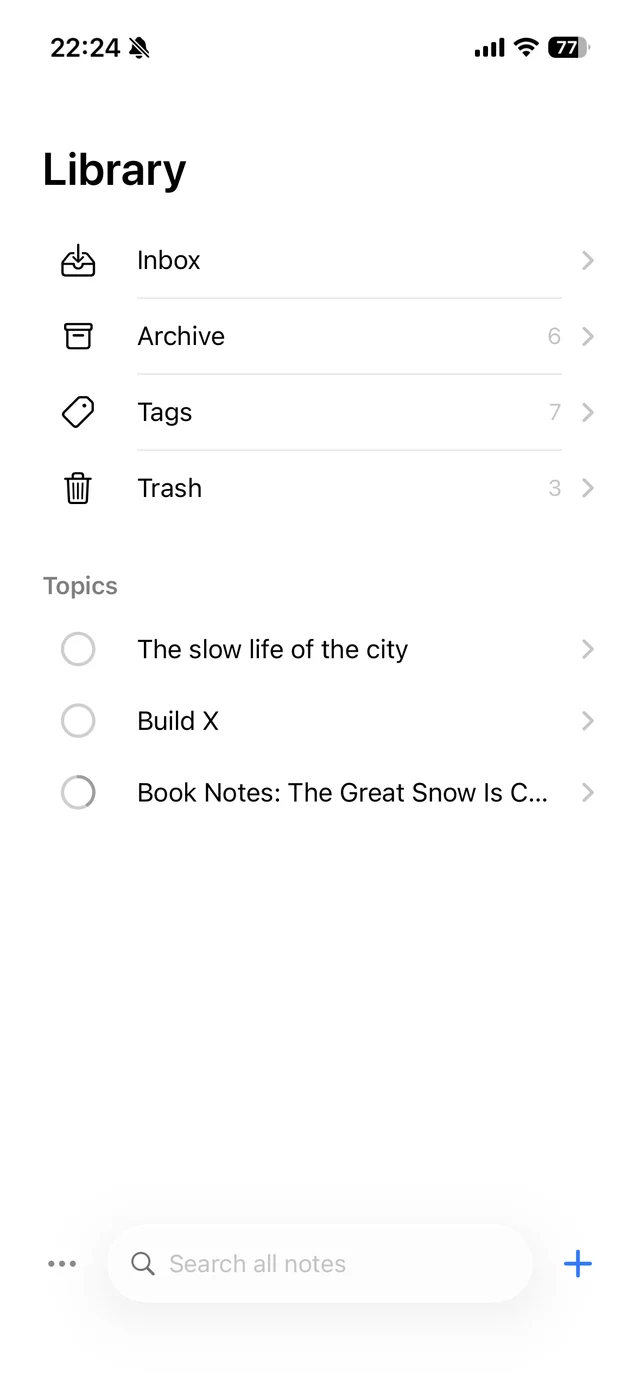 22:24
77
Library
Inbox
Archive 6
Tags 7
Trash 3
Topics
The slow life of the city
Build X
Book Notes: The Great Snow Is C...
Search all notes